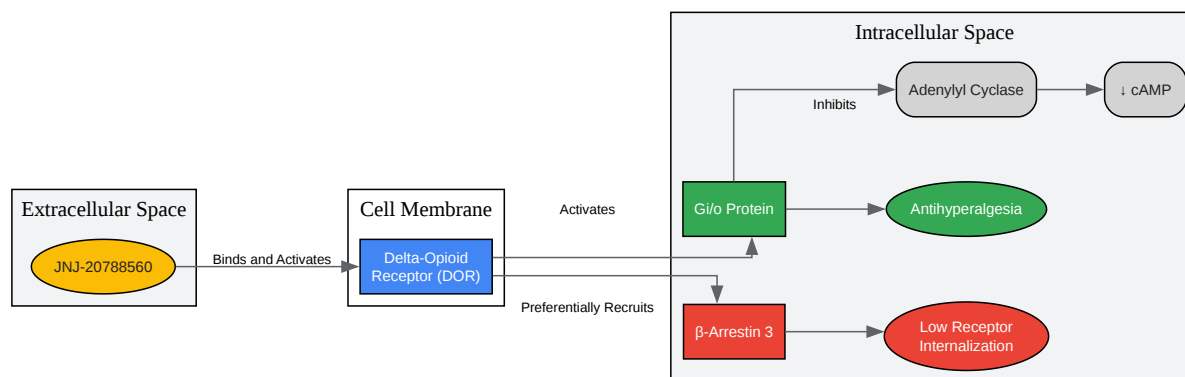 Intracellular Space
Adenylyl Cyclase
↓ cAMP
Inhibits
Extracellular Space
Cell Membrane
Activates
Gi/o Protein
Antihyperalgesia
JNJ-20788560
Binds and Activates
Delta-Opioid
Receptor (DOR)
Preferentially Recruits
β-Arrestin 3
Low Receptor
Internalization